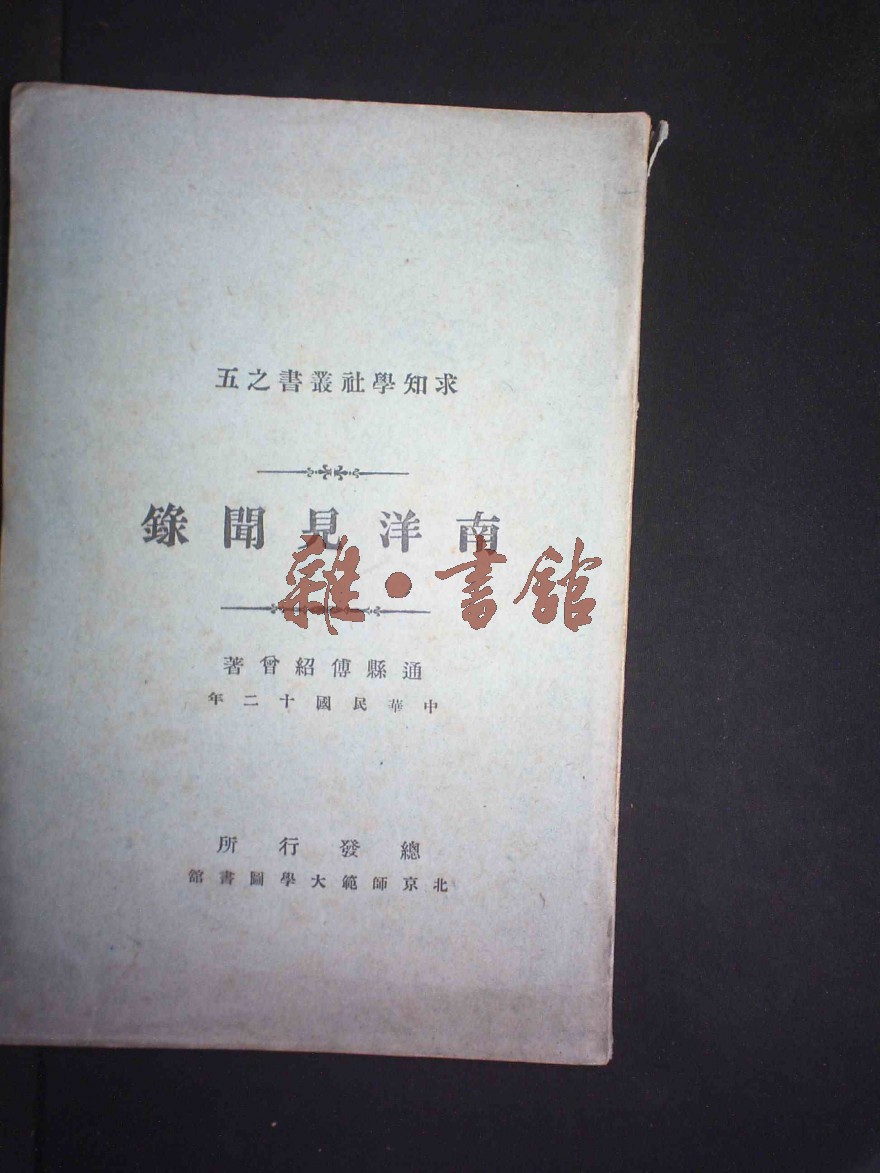 求知學社叢書之五
南洋見聞錄
雜·書館
通縣傅紹曾著
中華民國十二年
總發行所
北京師範大學圖書館